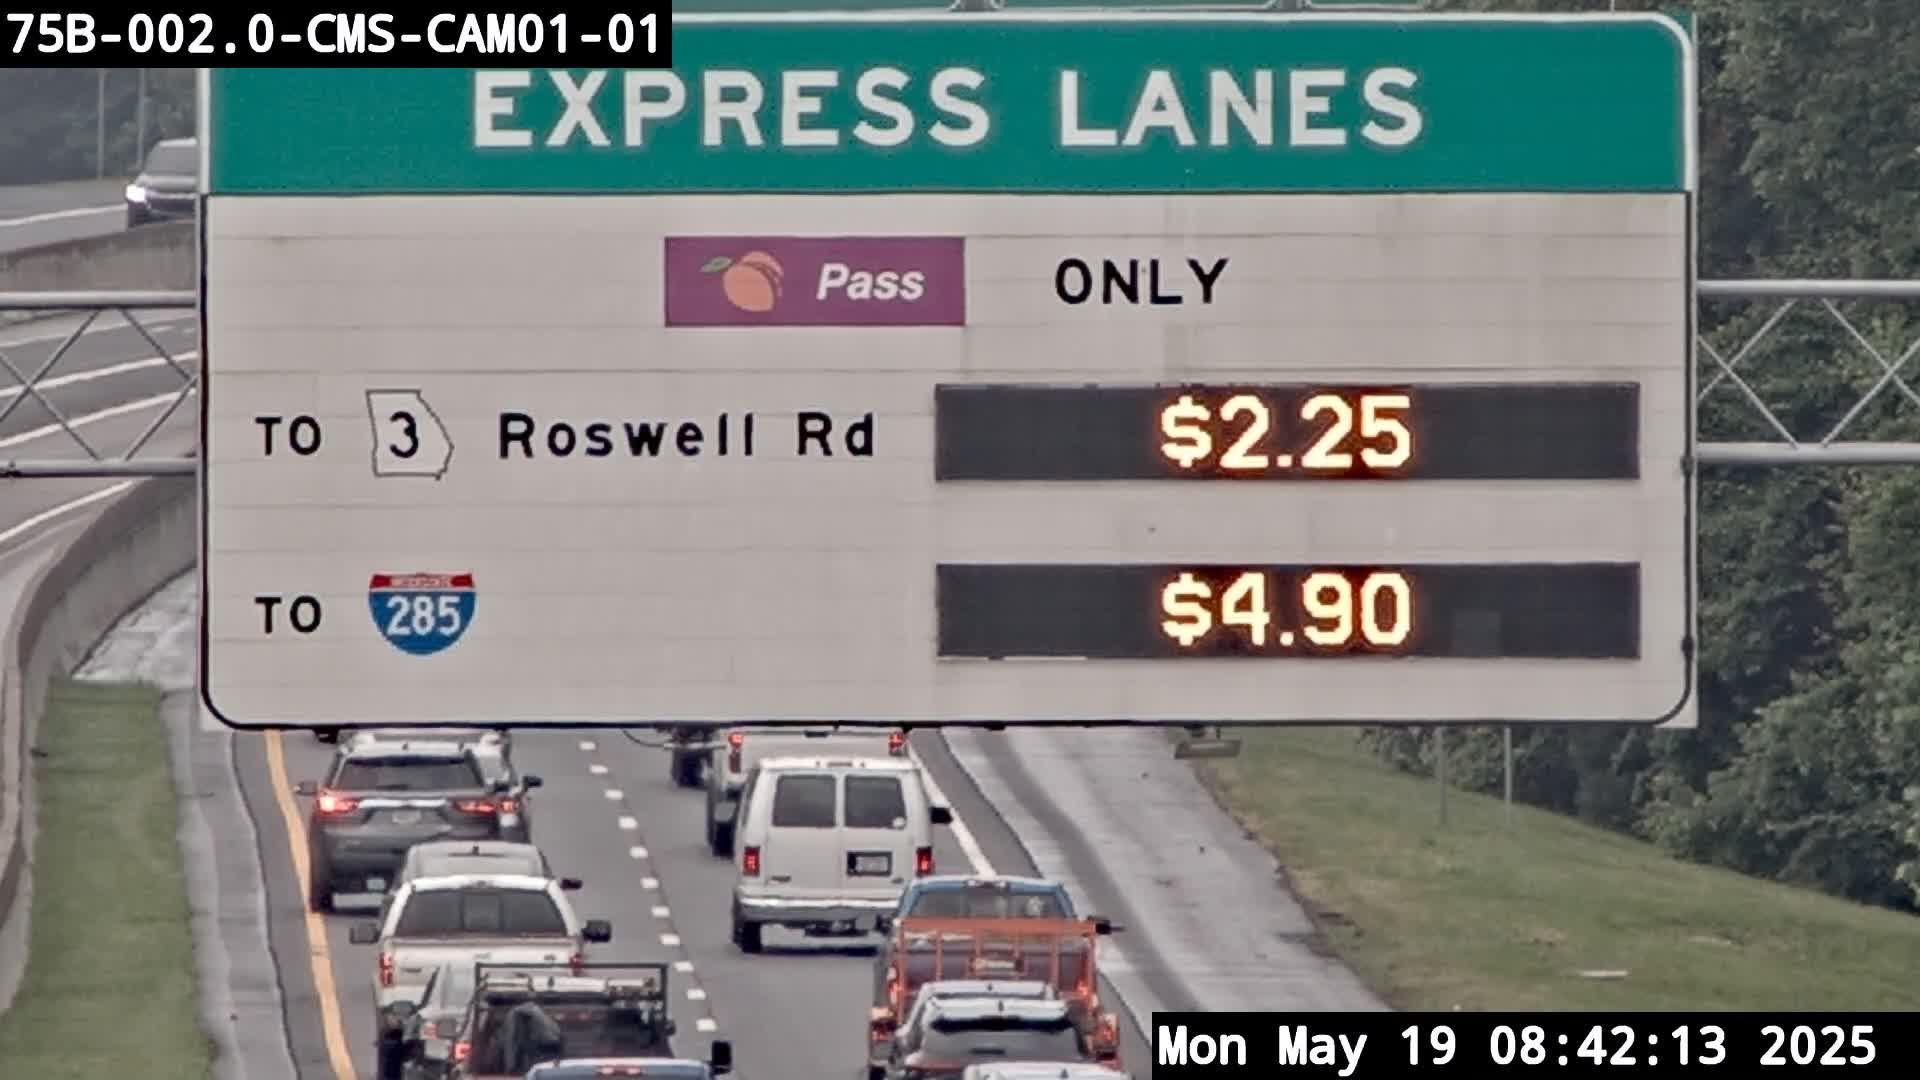 75B-002.0-CMS-CAM01-01
EXPRESS LANES
Pass ONLY
TO 3 Roswell Rd $2.25
TO 285 $4.90
Mon May 19 08:42:13 2025